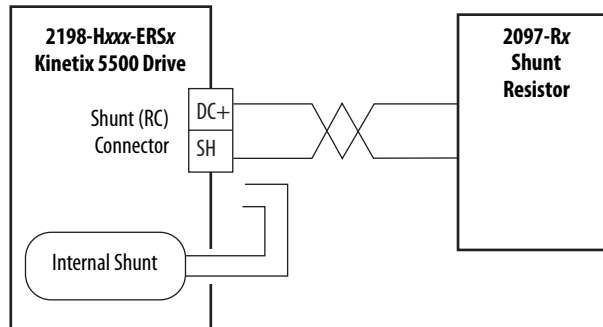 2198-Hxxx-ERSx
Kinetix 5500 Drive
Shunt (RC)
Connector
DC+
SH
Internal Shunt
2097-Rx
Shunt
Resistor